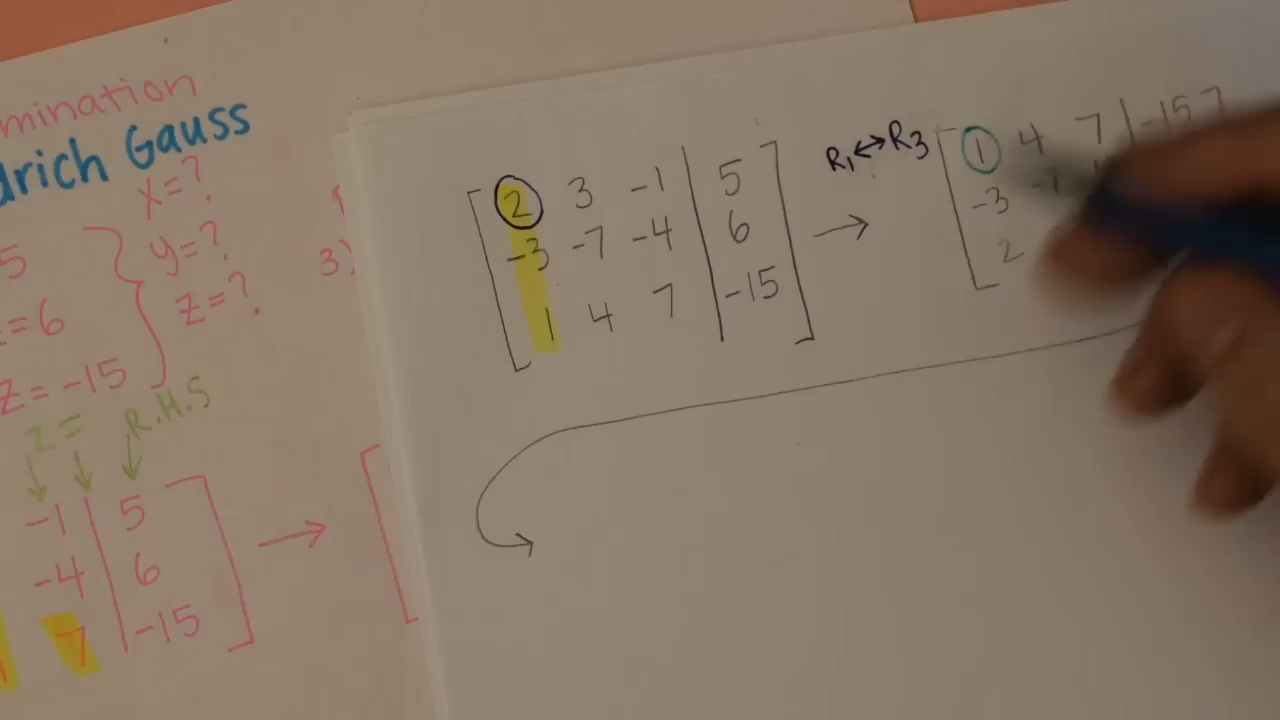 mination
drich Gauss
x=?
5 y=?
z=6 z=?
z=-15
z= R.H.S
-1 | 5
-4 | 6
7 | -15
3)
2 3 -1 | 5
-3 -7 -4 | 6
1 4 7 | -15
R1↔R3
1 4 7 | -15
-3 -7
2